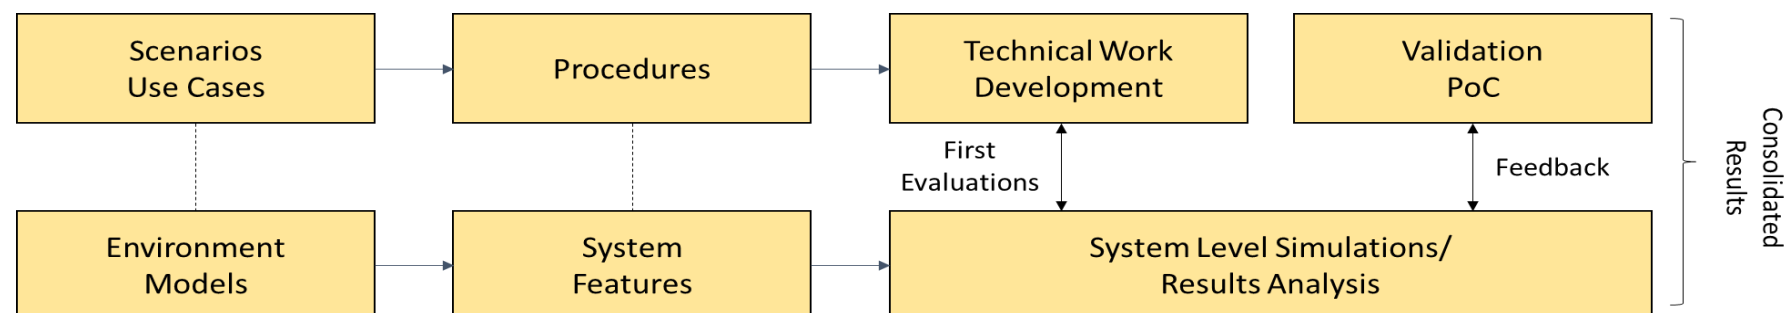 Scenarios
Use Cases
Procedures
Technical Work
Development
Validation
PoC
First
Evaluations
Feedback
Environment
Models
System
Features
System Level Simulations/
Results Analysis
Consolidated
Results